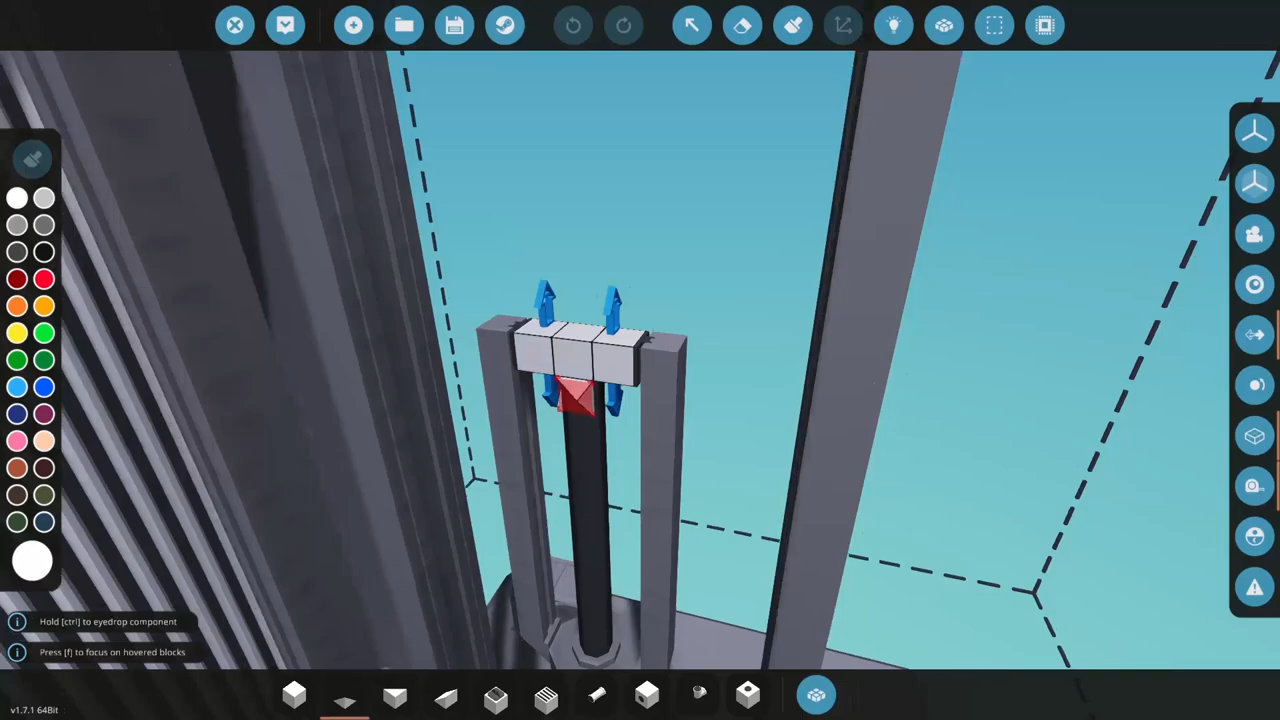 Hold [ctrl] to eyedrop component
Press [f] to focus on hovered blocks
v1.7.1 64Bit